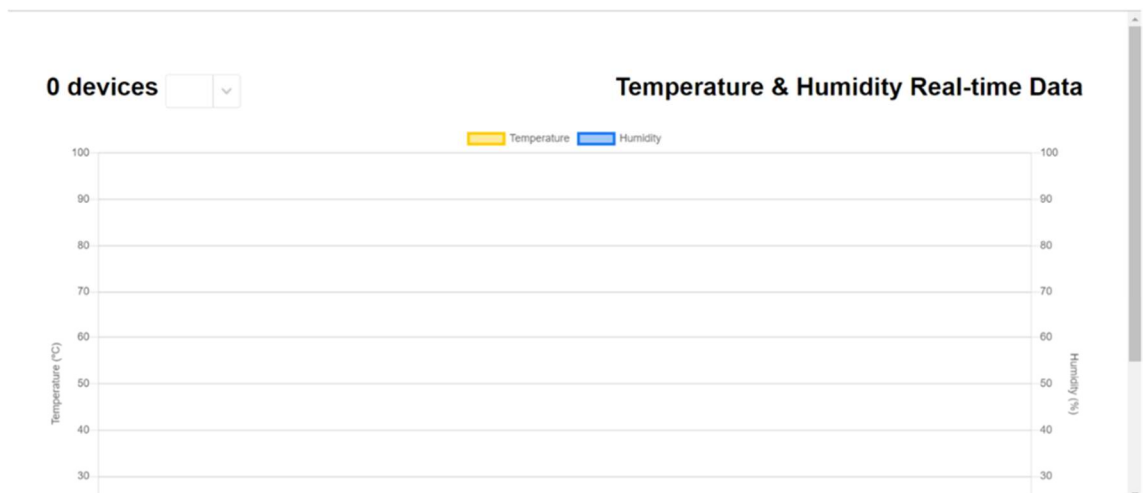 0 devices
Temperature & Humidity Real-time Data
Temperature
Humidity
100
90
80
70
60
50
40
30
Temperature (°C)
100
90
80
70
60
50
40
30
Humidity (%)